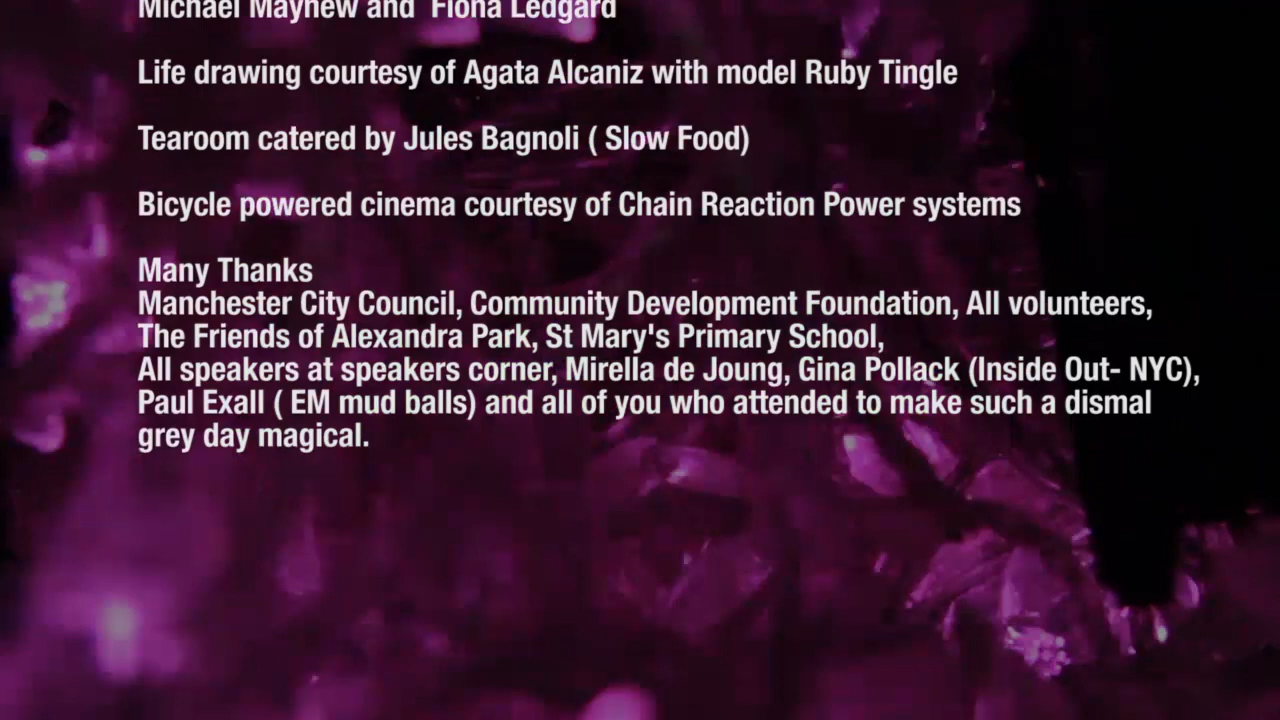 Michael Mayhew and  Fiona Ledgard
Life drawing courtesy of Agata Alcaniz with model Ruby Tingle
Tearoom catered by Jules Bagnoli ( Slow Food)
Bicycle powered cinema courtesy of Chain Reaction Power systems
Many Thanks
Manchester City Council, Community Development Foundation, All volunteers,
The Friends of Alexandra Park, St Mary's Primary School,
All speakers at speakers corner, Mirella de Joung, Gina Pollack (Inside Out- NYC),
Paul Exall ( EM mud balls) and all of you who attended to make such a dismal
grey day magical.